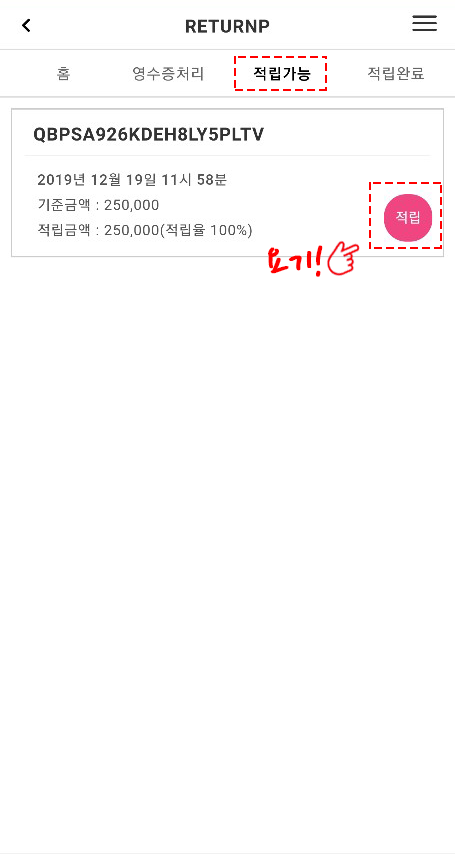 RETURNP
홈 영수증처리 적립가능 적립완료
QBPSA926KDEH8LY5PLTV
2019년 12월 19일 11시 58분
기준금액 : 250,000
적립금액 : 250,000(적립율 100%)
적립
요기!